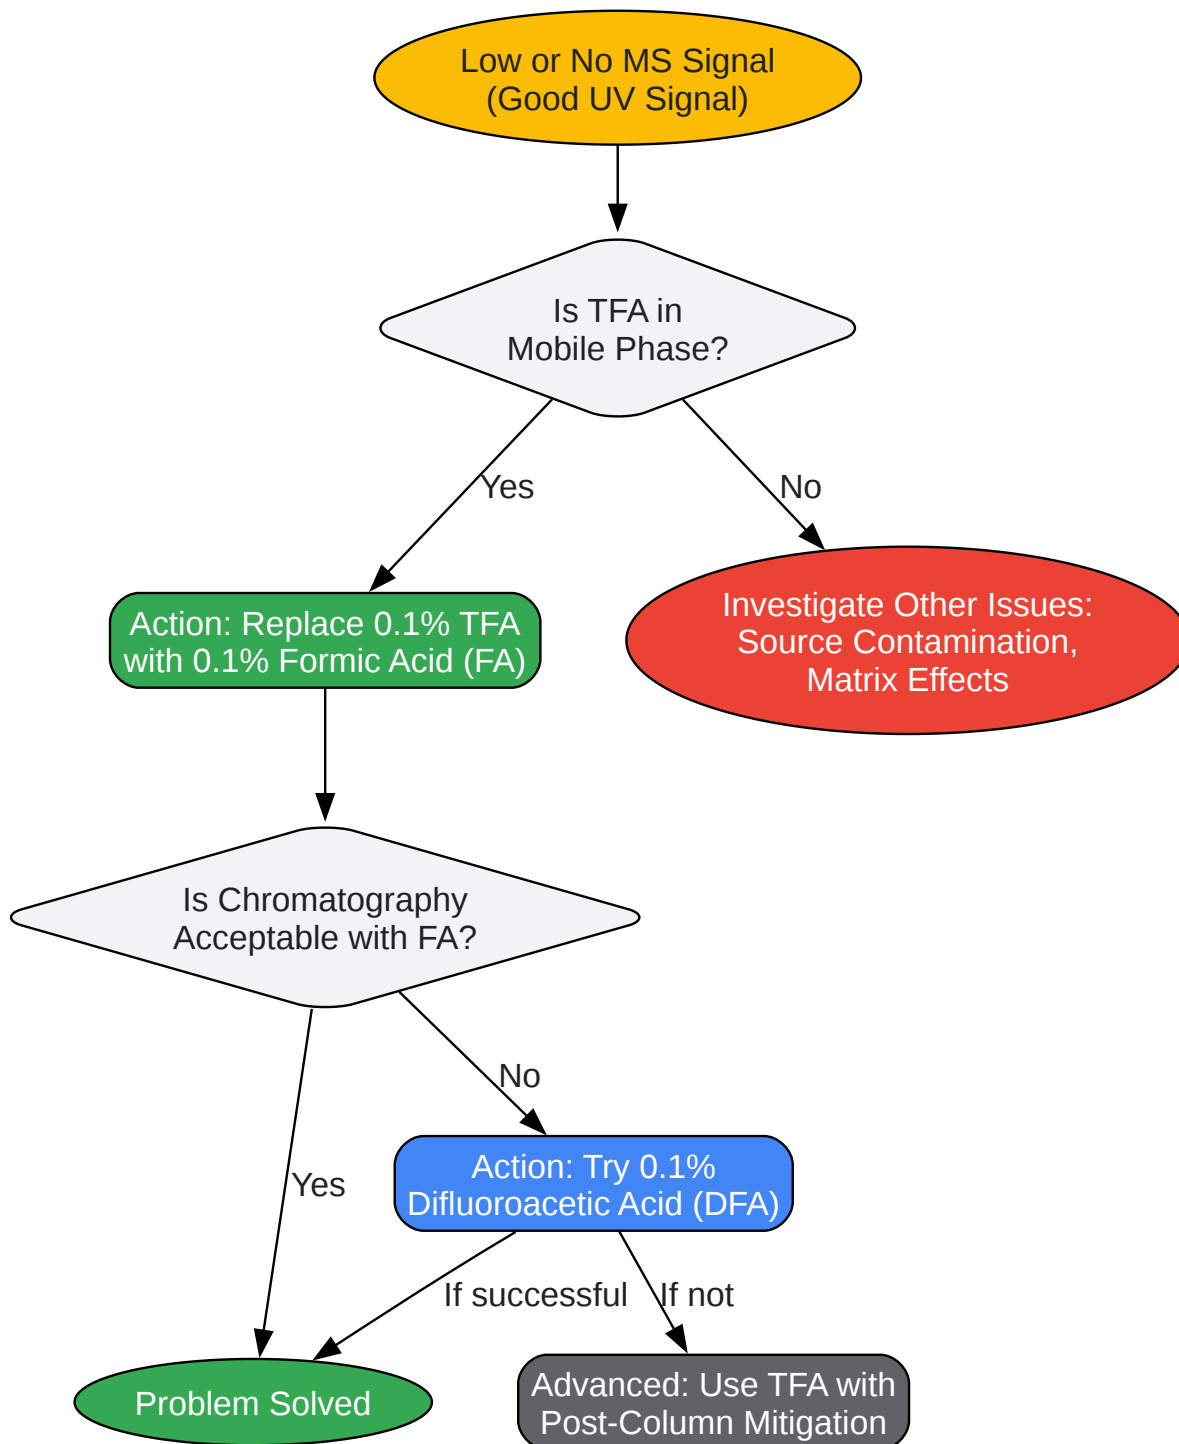 Low or No MS Signal
(Good UV Signal)
Is TFA in
Mobile Phase?
Yes
No
Action: Replace 0.1% TFA
with 0.1% Formic Acid (FA)
Investigate Other Issues:
Source Contamination,
Matrix Effects
Is Chromatography
Acceptable with FA?
No
Yes
Action: Try 0.1%
Difluoroacetic Acid (DFA)
If successful
If not
Problem Solved
Advanced: Use TFA with
Post-Column Mitigation